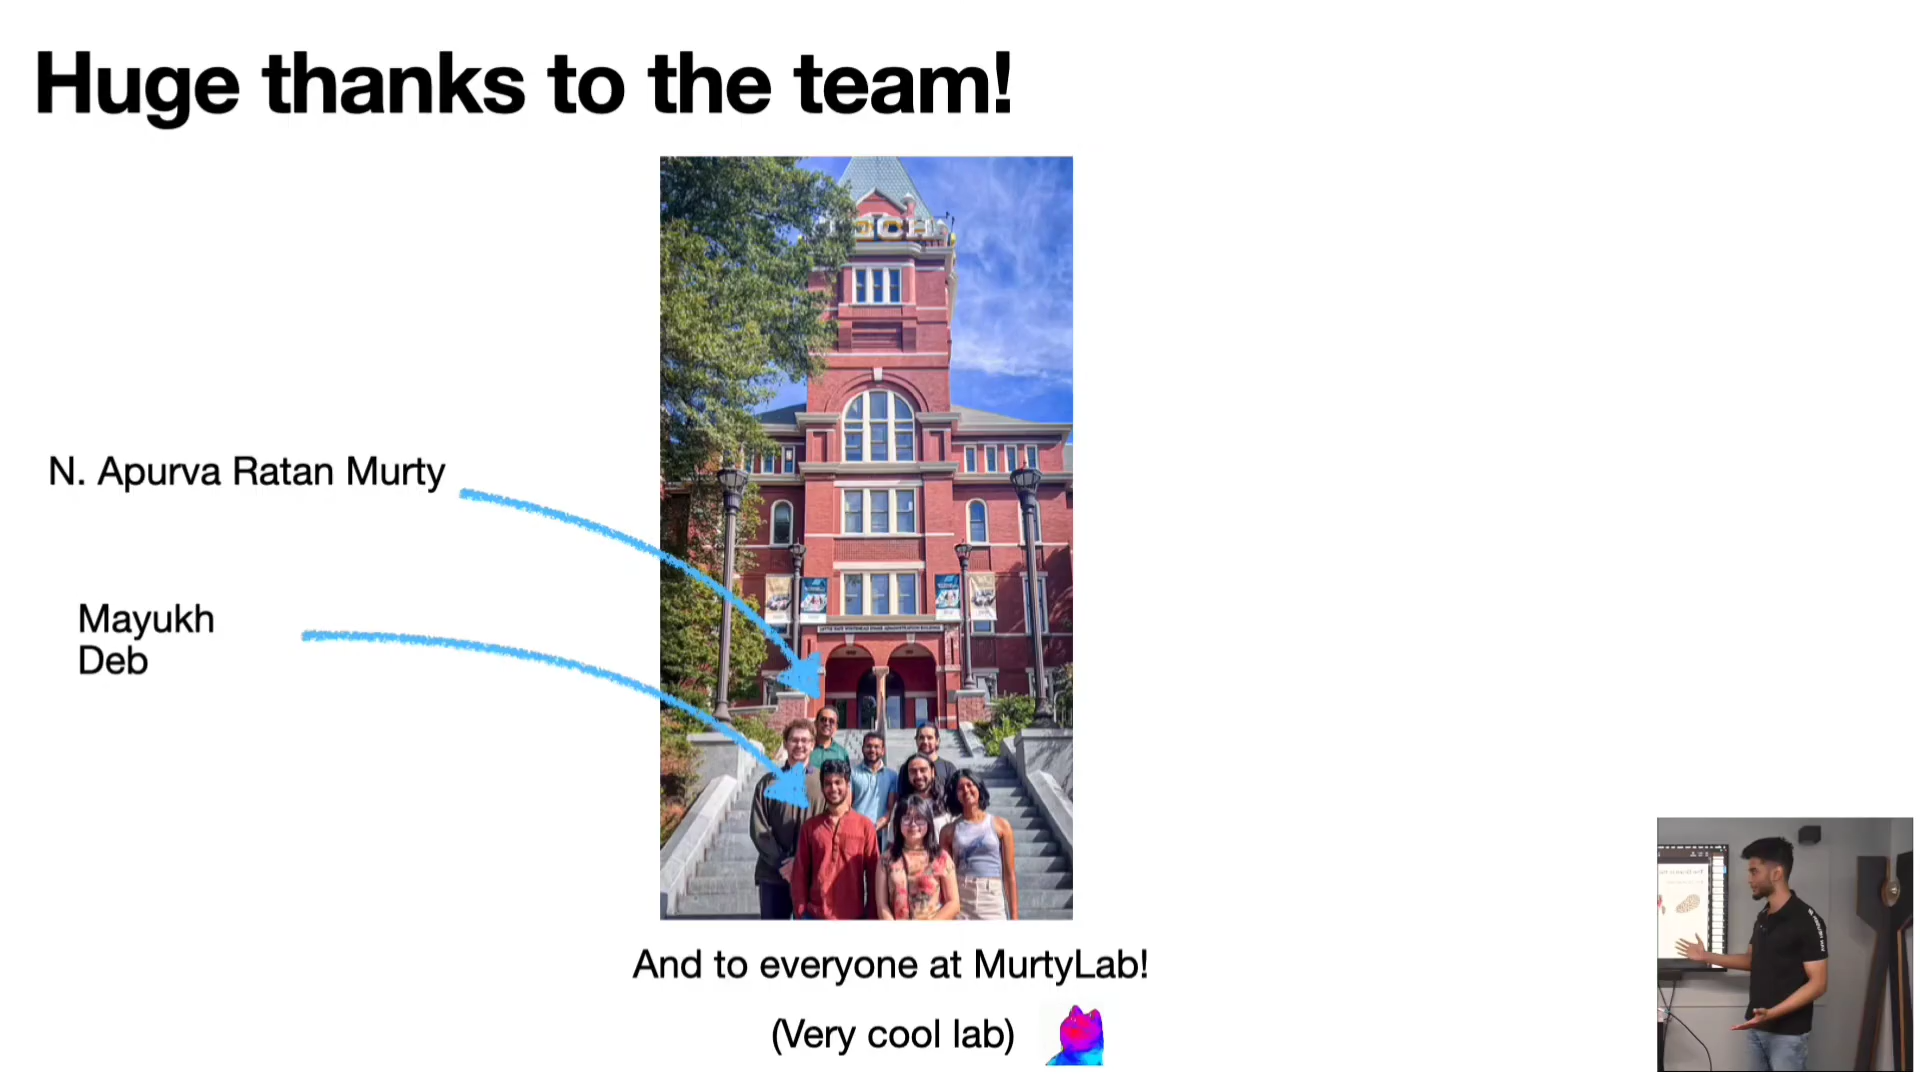 Huge thanks to the team!
N. Apurva Ratan Murty
Mayukh
Deb
And to everyone at MurtyLab!
(Very cool lab)